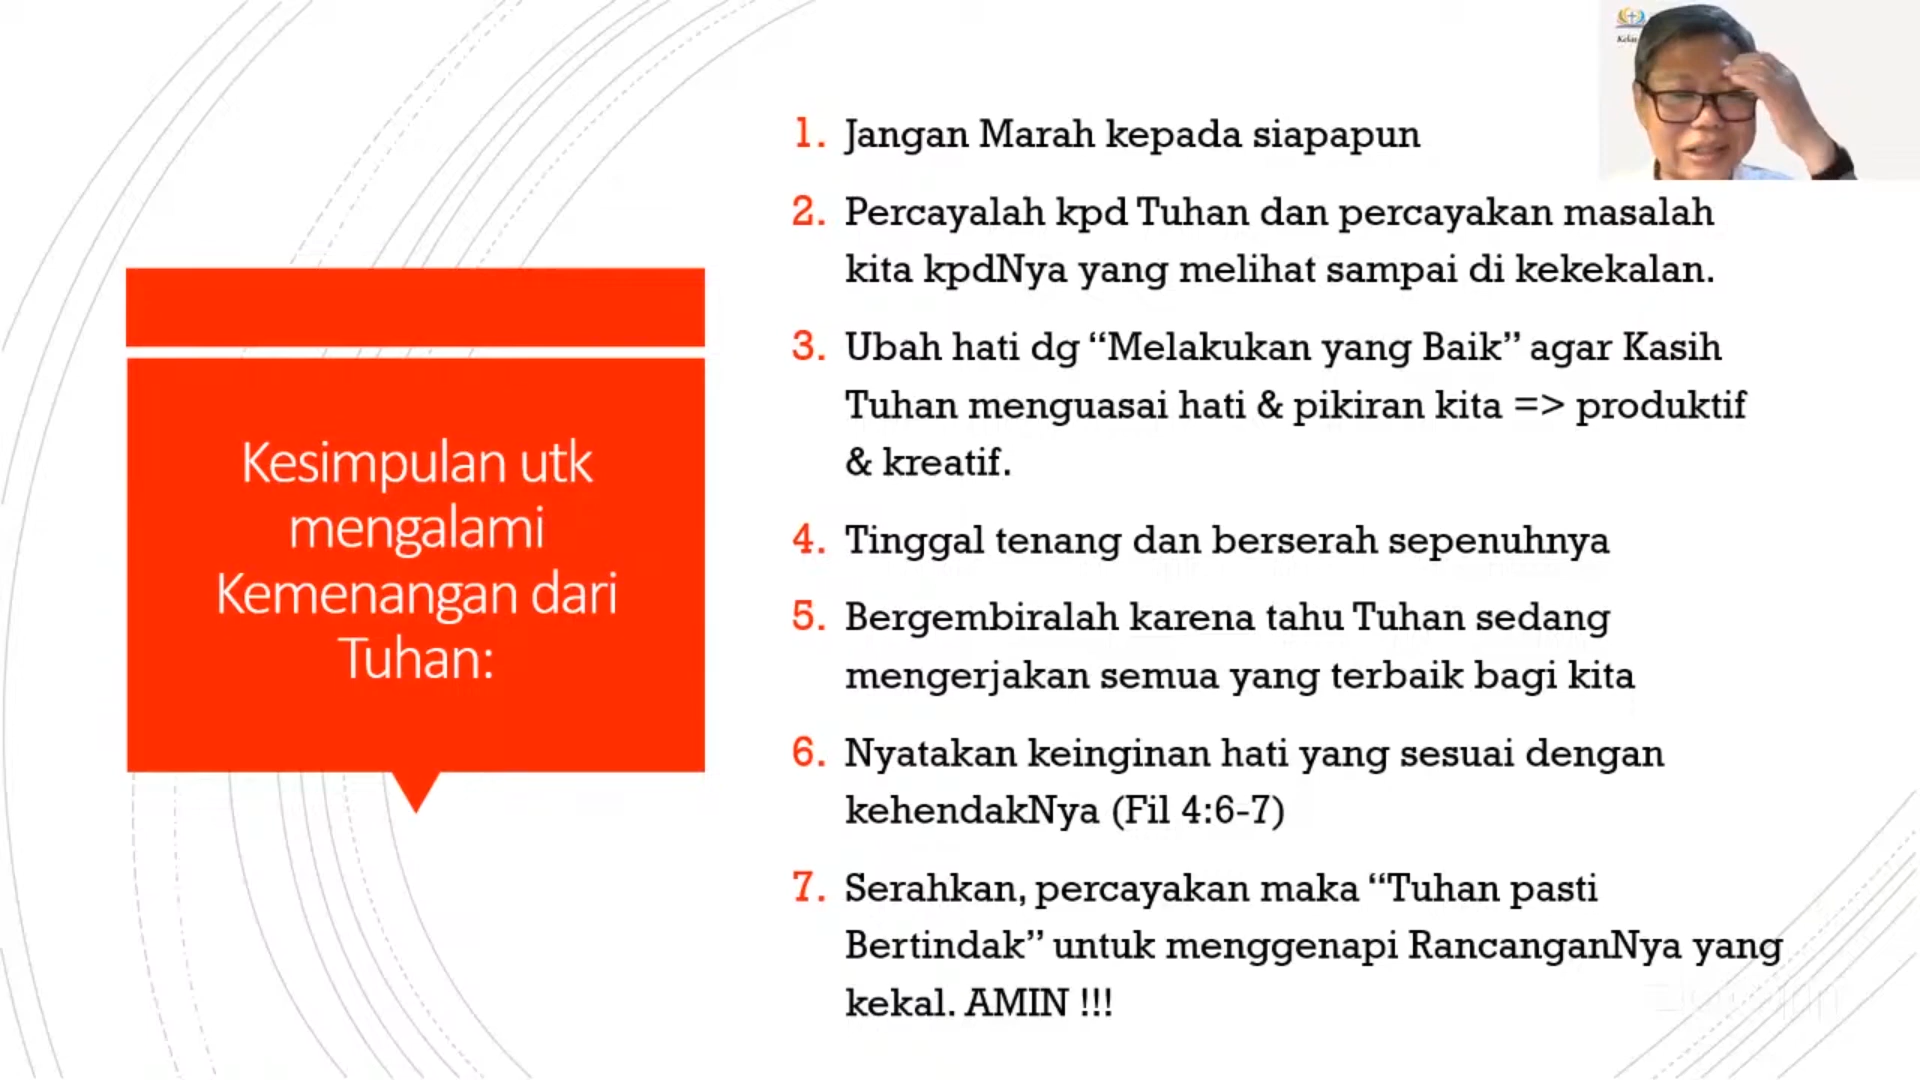 Kesimpulan utk
mengalami
Kemenangan dari
Tuhan:
1. Jangan Marah kepada siapapun
2. Percayalah kpd Tuhan dan percayakan masalah
kita kpdNya yang melihat sampai di kekekalan.
3. Ubah hati dg “Melakukan yang Baik” agar Kasih
Tuhan menguasai hati & pikiran kita => produktif
& kreatif.
4. Tinggal tenang dan berserah sepenuhnya
5. Bergembiralah karena tahu Tuhan sedang
mengerjakan semua yang terbaik bagi kita
6. Nyatakan keinginan hati yang sesuai dengan
kehendakNya (Fil 4:6-7)
7. Serahkan, percayakan maka “Tuhan pasti
Bertindak” untuk menggenapi RancanganNya yang
kekal. AMIN !!!